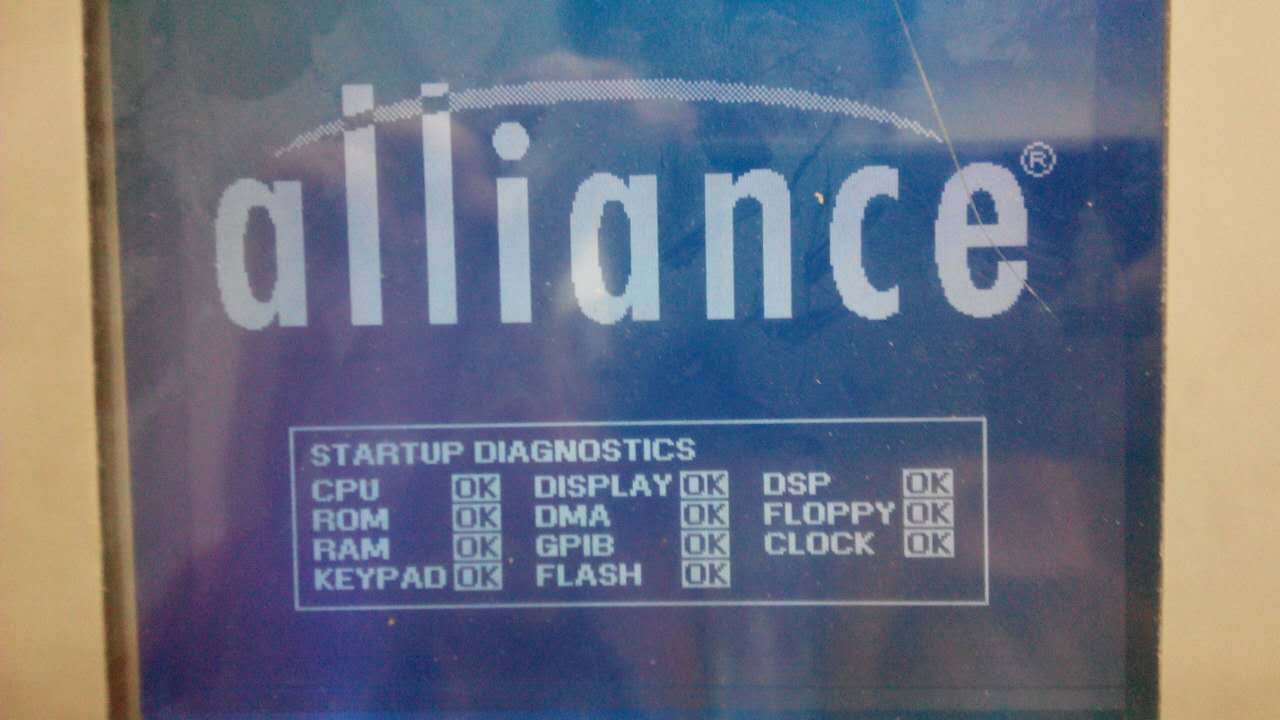 alliance®
STARTUP DIAGNOSTICS
CPU OK DISPLAY OK DSP OK
ROM OK DMA OK FLOPPY OK
RAM OK GPIB OK CLOCK OK
KEYPAD OK FLASH OK